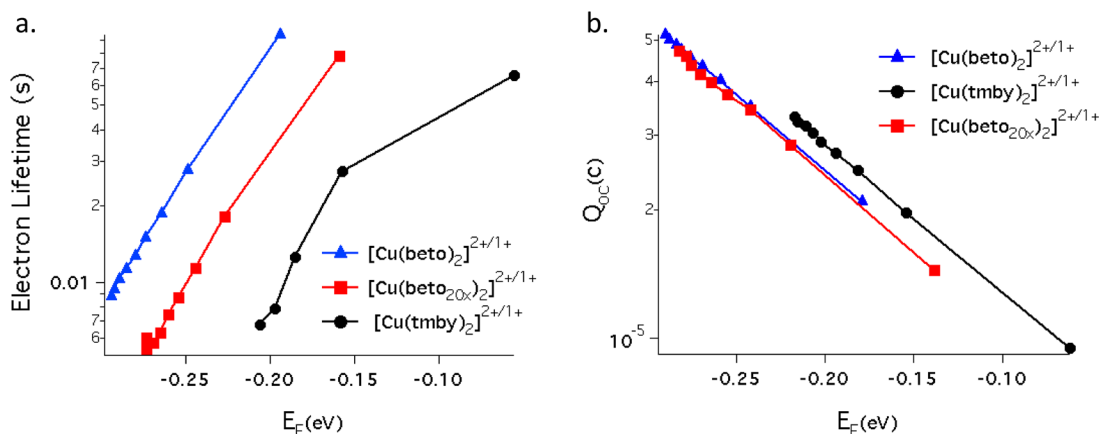 a.
Electron Lifetime (s)
7
6
5
4
3
2
0.01
7
6
[Cu(beto)2]2+/1+
[Cu(beto20x)2]2+/1+
[Cu(tmby)2]2+/1+
-0.25
-0.20
-0.15
-0.10
EF(eV)
b.
QOC(C)
5
4
3
2
10-5
[Cu(beto)2]2+/1+
[Cu(tmby)2]2+/1+
[Cu(beto20x)2]2+/1+
-0.25
-0.20
-0.15
-0.10
EF(eV)